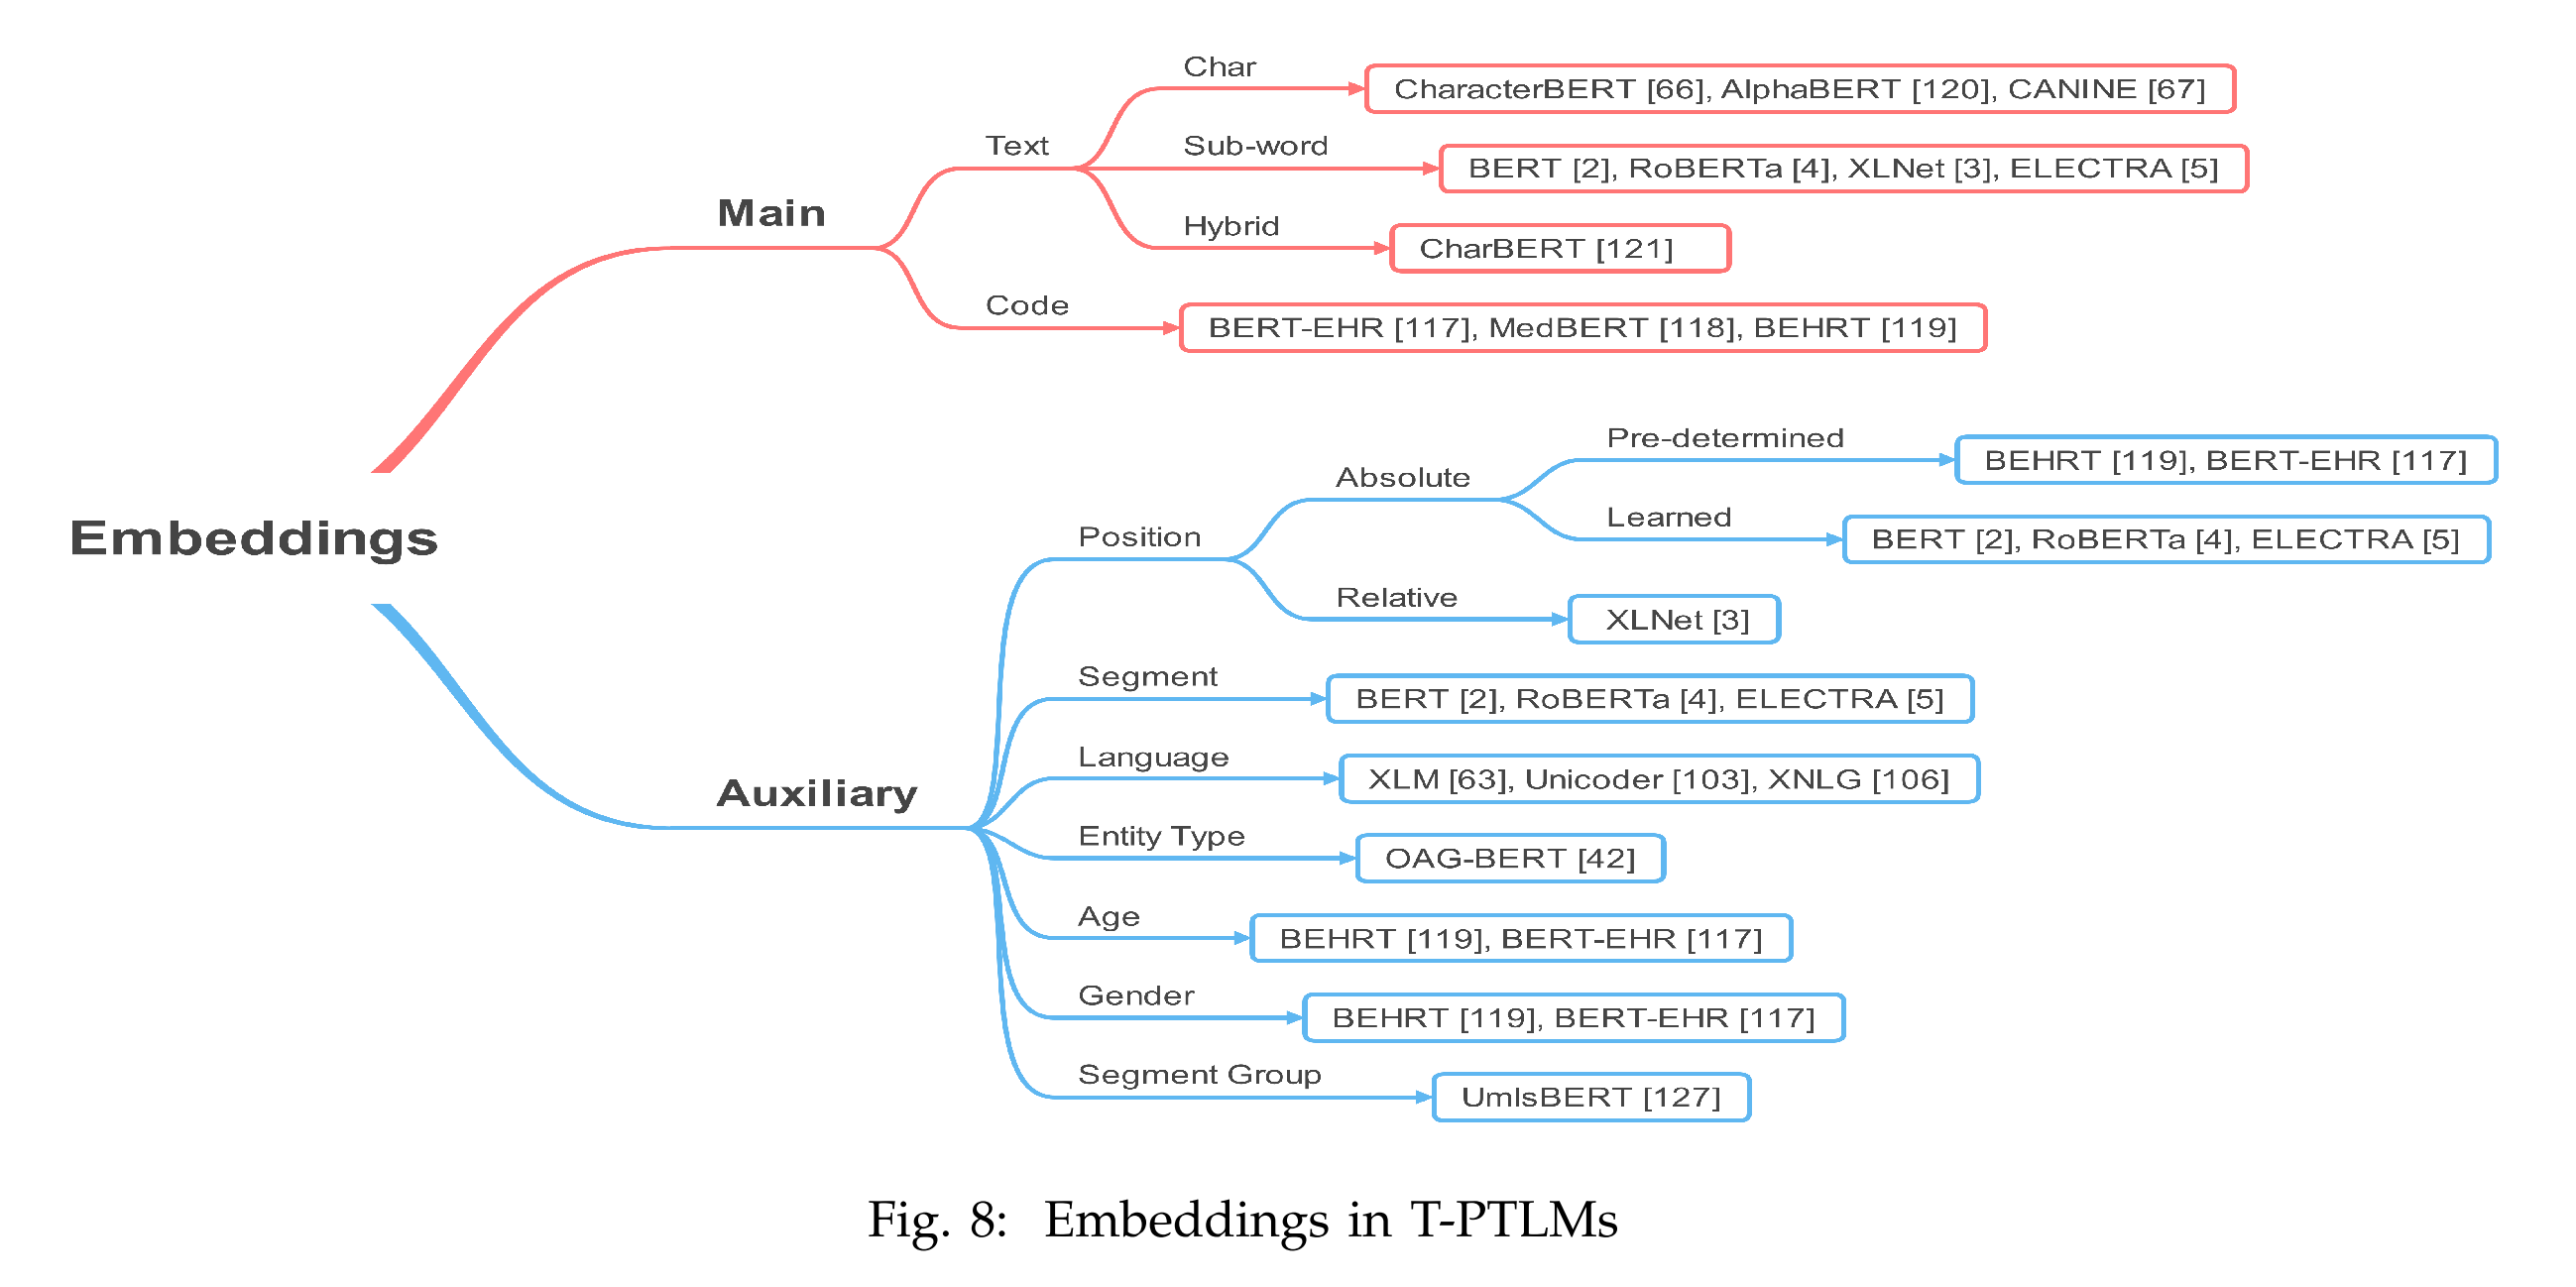 Char
CharacterBERT [66], AlphaBERT [120], CANINE [67]
Text
Sub-word
BERT [2], RoBERTa [4], XLNet [3], ELECTRA [5]
Main
Hybrid
CharBERT [121]
Code
BERT-EHR [117], MedBERT [118], BEHRT [119]
Embeddings
Pre-determined
BEHRT [119], BERT-EHR [117]
Absolute
Learned
BERT [2], RoBERTa [4], ELECTRA [5]
Position
Relative
XLNet [3]
Segment
BERT [2], RoBERTa [4], ELECTRA [5]
Language
XLM [63], Unicoder [103], XNLG [106]
Auxiliary
Entity Type
OAG-BERT [42]
Age
BEHRT [119], BERT-EHR [117]
Gender
BEHRT [119], BERT-EHR [117]
Segment Group
UmlsBERT [127]
Fig. 8: Embeddings in T-PTLMs